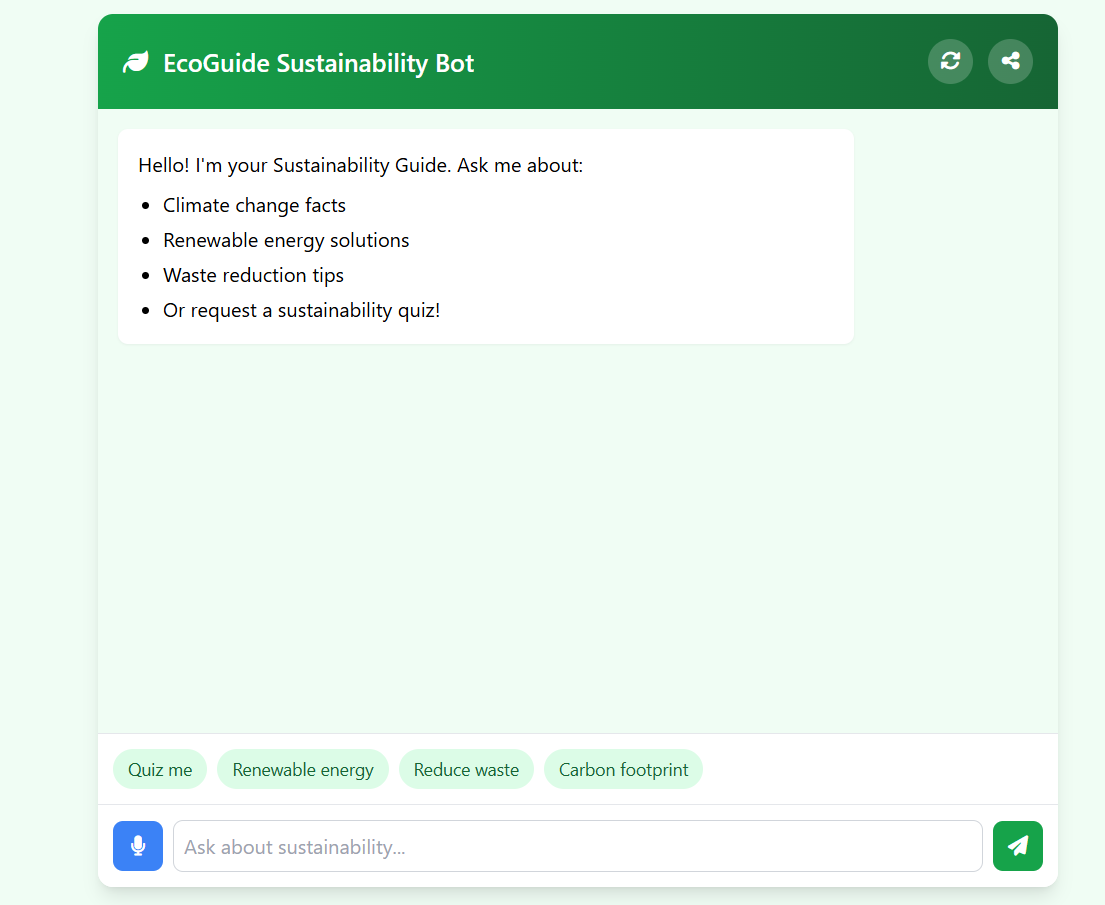 EcoGuide Sustainability Bot
Hello! I'm your Sustainability Guide. Ask me about:
Climate change facts
Renewable energy solutions
Waste reduction tips
Or request a sustainability quiz!
Quiz me
Renewable energy
Reduce waste
Carbon footprint
Ask about sustainability...